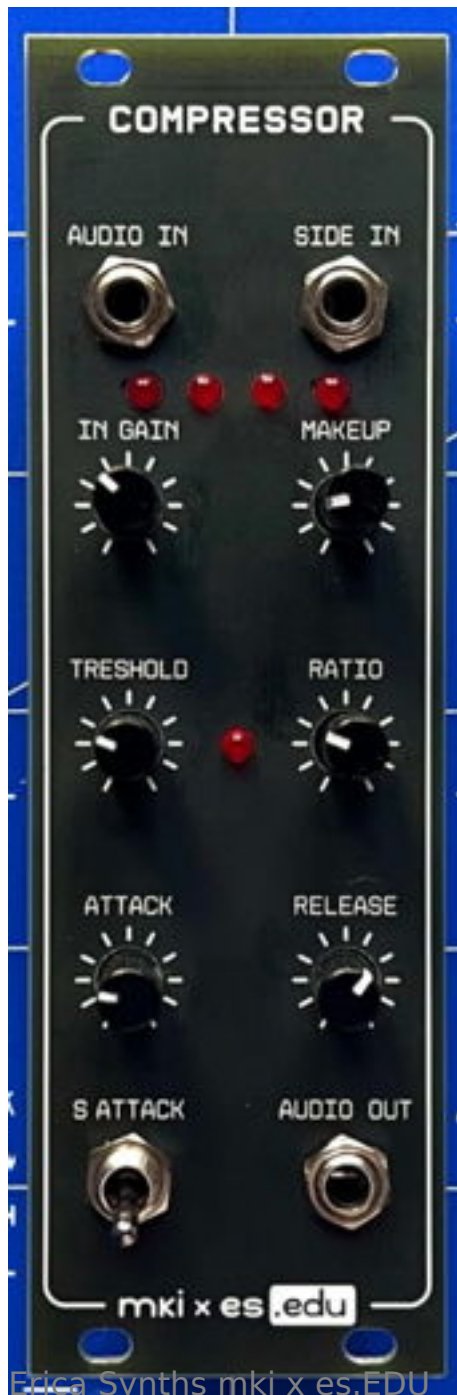 COMPRESSOR
AUDIO IN SIDE IN
IN GAIN MAKEUP
TRESHOLD RATIO
ATTACK RELEASE
S ATTACK AUDIO OUT
mki x es .edu
Erica Synths mki x es.EDU